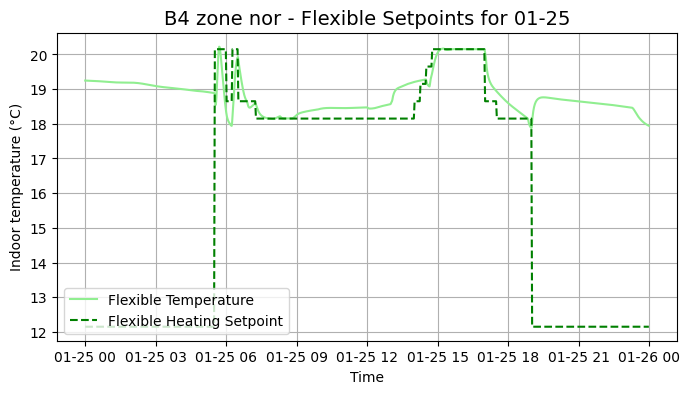 B4 zone nor - Flexible Setpoints for 01-25
Indoor temperature (°C)
20
19
18
17
16
15
14
13
12
Flexible Temperature
Flexible Heating Setpoint
01-25 00 01-25 03 01-25 06 01-25 09 01-25 12 01-25 15 01-25 18 01-25 21 01-26 00
Time